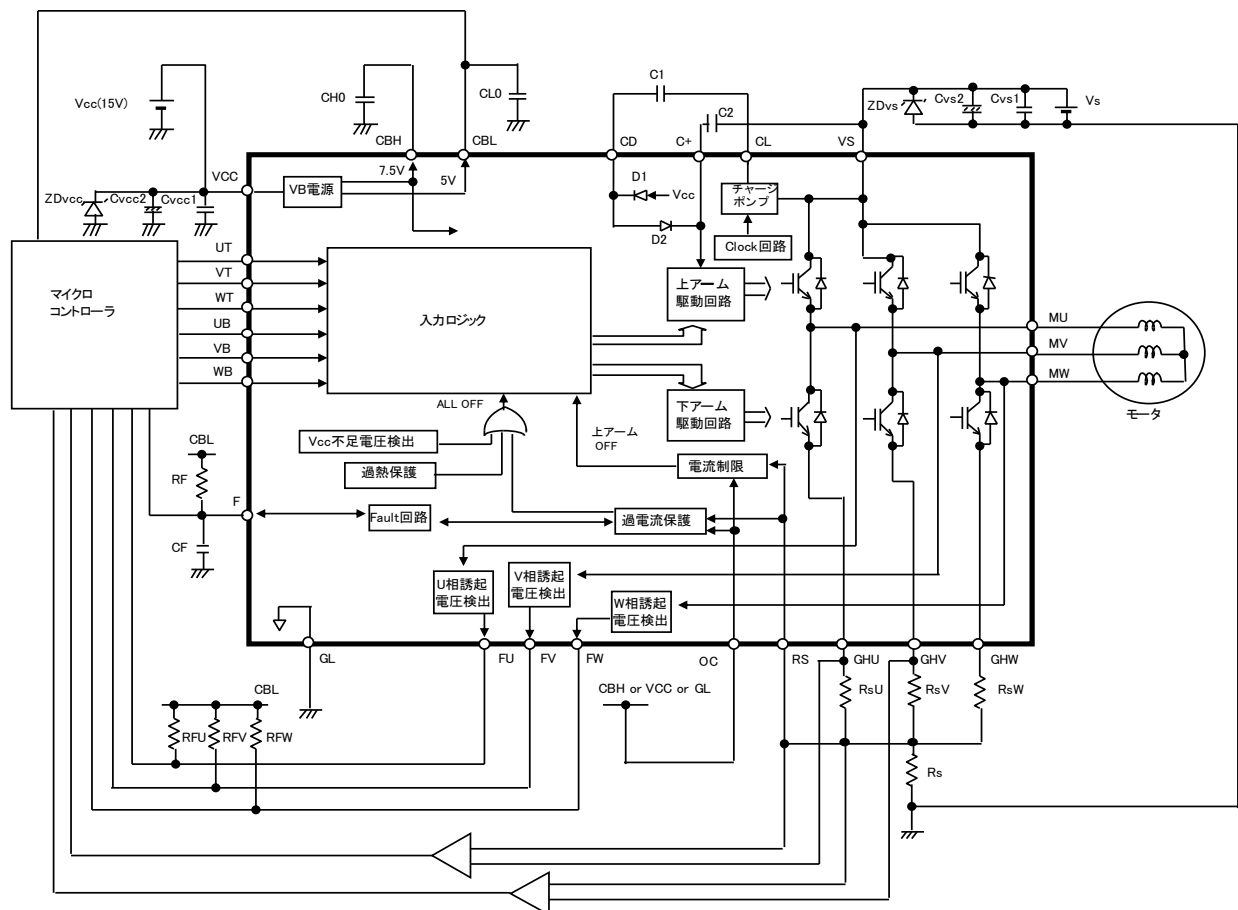 C1
Vcc(15V)
CH0
CL0
C2
ZDvs
Cvs2
Cvs1
Vs
CBH
CBL
CD
C+
CL
VS
VCC
7.5V
5V
VB電源
D1
Vcc
チャージ
ポンプ
ZDvcc
Cvcc2
Cvcc1
D2
Clock回路
UT
VT
WT
UB
VB
WB
マイクロ
コントローラ
入力ロジック
上アーム
駆動回路
MU
MV
MW
モータ
ALL OFF
下アーム
駆動回路
上アーム
OFF
Vcc不足電圧検出
過熱保護
電流制限
CBL
RF
F
Fault回路
過電流保護
CF
U相誘起
電圧検出
V相誘起
電圧検出
W相誘起
電圧検出
GL
FU
FV
FW
OC
RS
GHU
GHV
GHW
CBL
CBH or VCC or GL
RsU
RsV
RsW
RFU
RFV
RFW
Rs